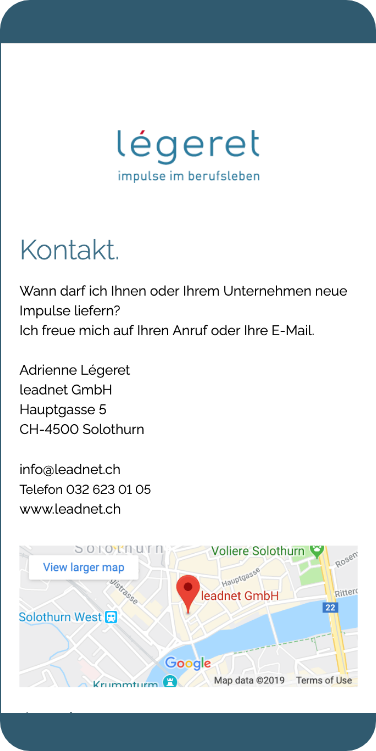 légeret
impulse im berufsleben
Kontakt.
Wann darf ich Ihnen oder Ihrem Unternehmen neue
Impulse liefern?
Ich freue mich auf Ihren Anruf oder Ihre E-Mail.
Adrienne Légeret
leadnet GmbH
Hauptgasse 5
CH-4500 Solothurn
info@leadnet.ch
Telefon 032 623 01 05
www.leadnet.ch
Solothurn
Voliere Solothurn
View larger map
Hauptgasse
leadnet GmbH
22
Solothurn West
Google
Krummturm
Map data ©2019 Terms of Use